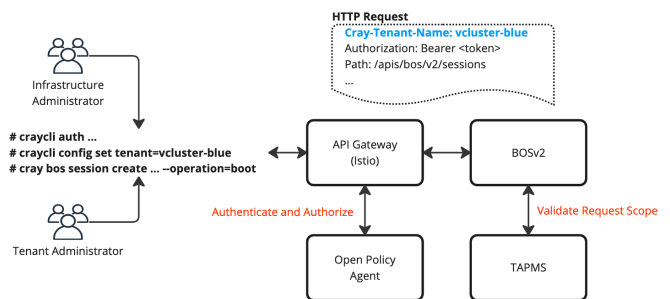 HTTP Request
Cray-Tenant-Name: vcluster-blue
Authorization: Bearer <token>
Path: /apis/bos/v2/sessions
...
Infrastructure
Administrator
# craycli auth ...
# craycli config set tenant=vcluster-blue
# cray bos session create ... --operation=boot
API Gateway
(Istio)
BOSv2
Authenticate and Authorize
Validate Request Scope
Tenant Administrator
Open Policy
Agent
TAPMS